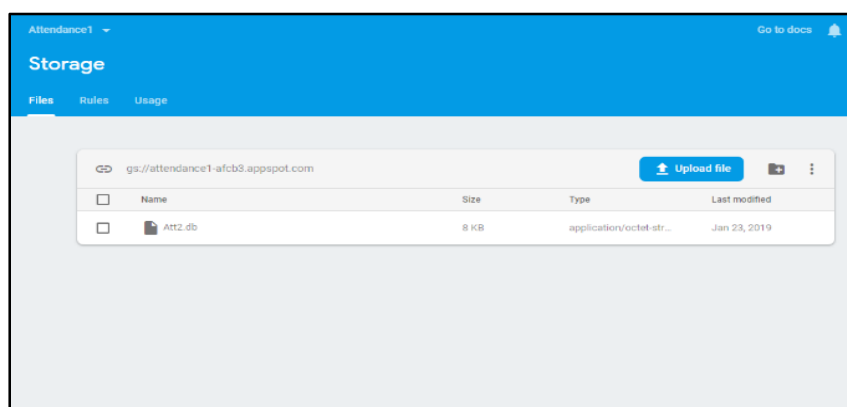 Attendance1 Go to docs
Storage
Files Rules Usage
gs://attendance1-afcb3.appspot.com Upload file
Name Size Type Last modified
Att2.db 8 KB application/octet-str... Jan 23, 2019